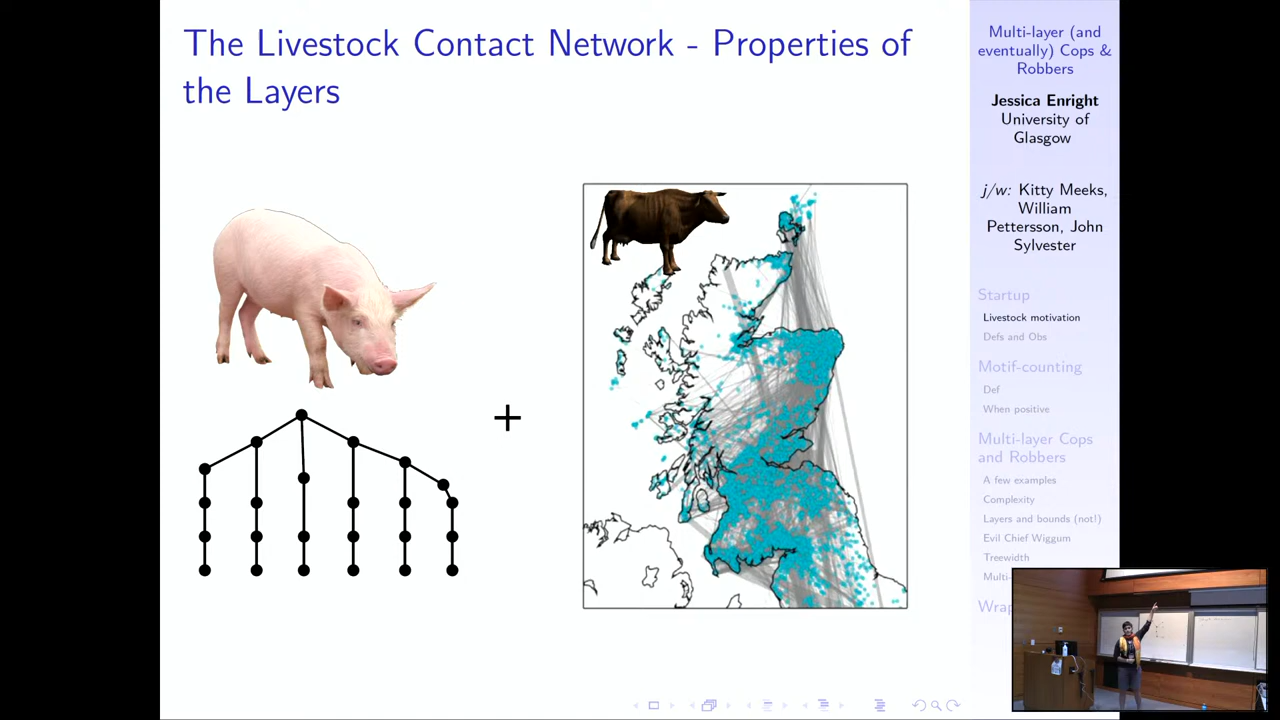 The Livestock Contact Network - Properties of
the Layers
+
Multi-layer (and
eventually) Cops &
Robbers
Jessica Enright
University of
Glasgow
j/w: Kitty Meeks,
William
Pettersson, John
Sylvester
Startup
Livestock motivation
Defs and Obs
Motif-counting
Def
When positive
Multi-layer Cops
and Robbers
A few examples
Complexity
Layers and bounds (not!)
Evil Chief Wiggum
Treewidth